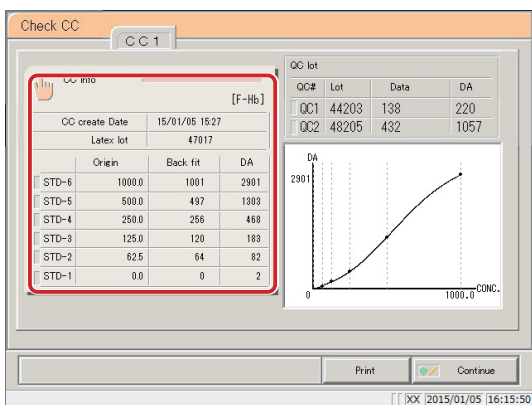 Check CC
CC 1
CC info
[F-Hb]
CC create Date 15/01/05 15:27
Latex lot 47017
Origin Back fit DA
STD-6 1000.0 1001 2901
STD-5 500.0 497 1303
STD-4 250.0 256 468
STD-3 125.0 120 183
STD-2 62.5 64 82
STD-1 0.0 0 2
QC lot
QC# Lot Data DA
QC1 44203 138 220
QC2 48205 432 1057
DA
2901
0 1000.0 CONC.
Print Continue
XX 2015/01/05 16:15:50